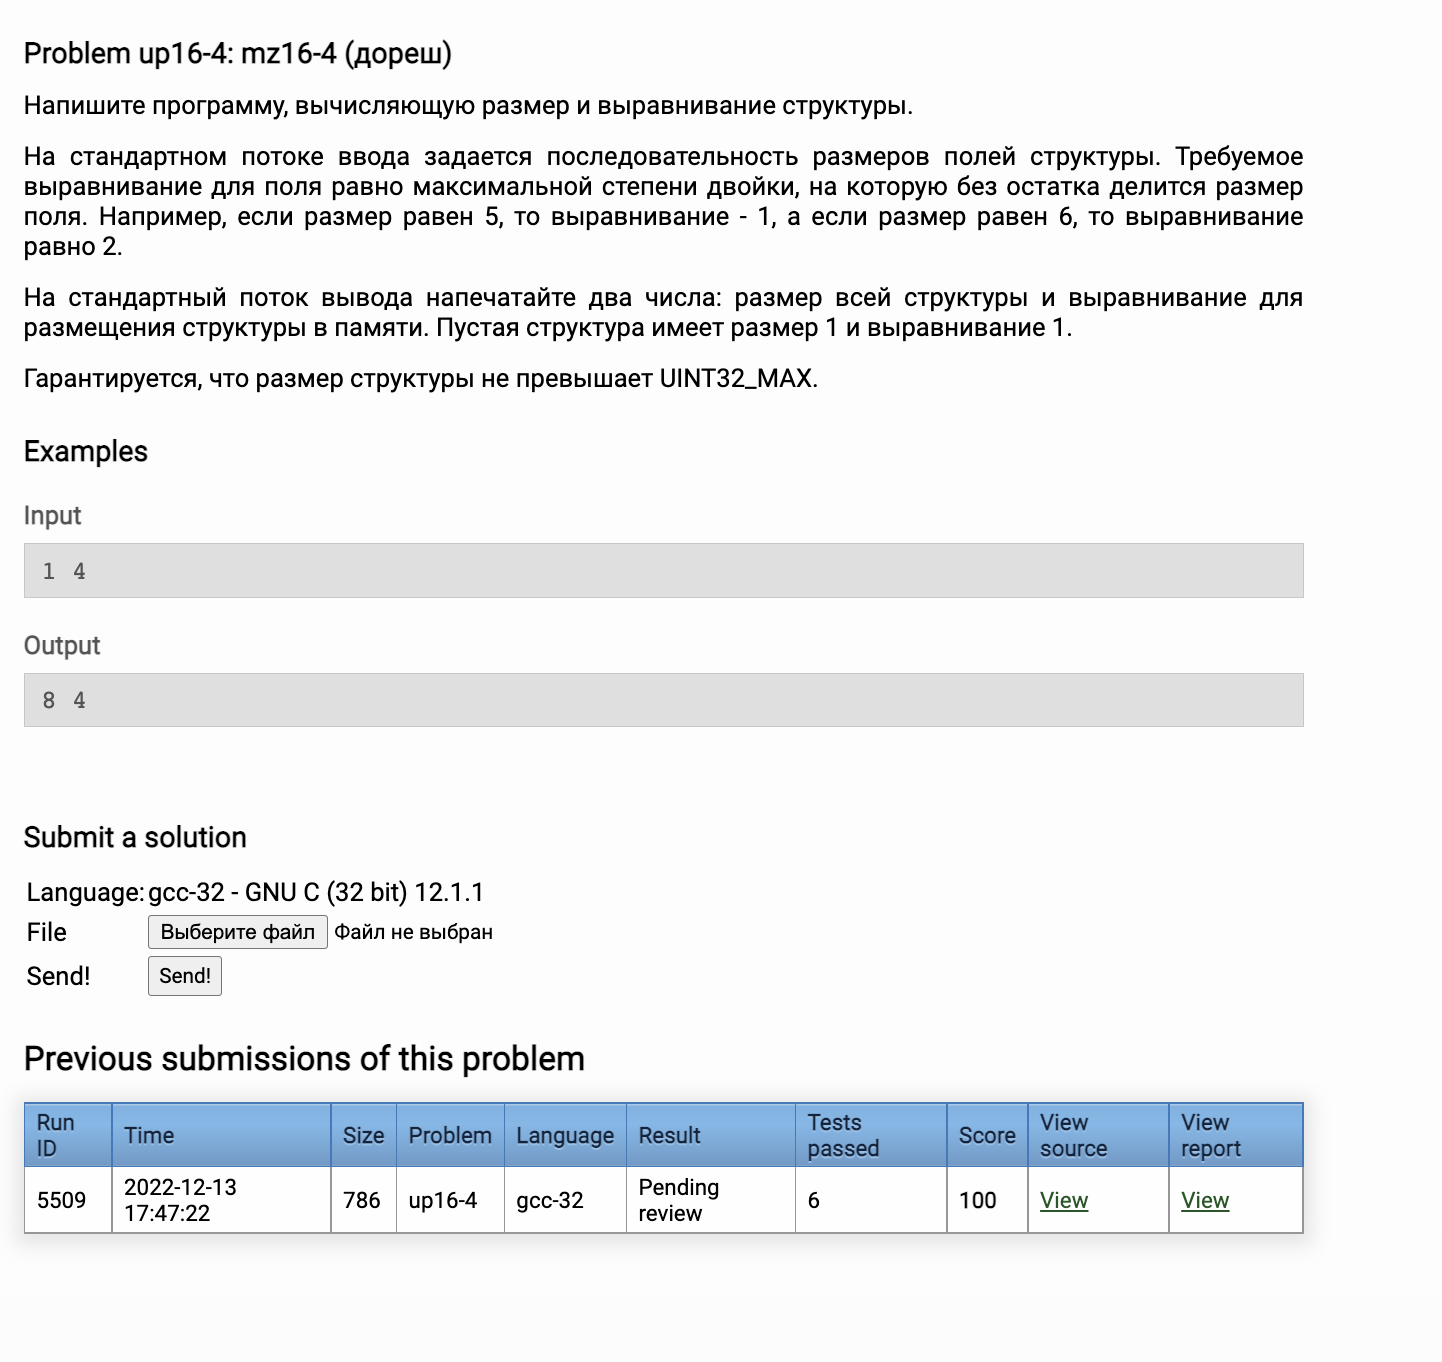 Problem up16-4: mz16-4 (дореш)
Напишите программу, вычисляющую размер и выравнивание структуры.
На стандартном потоке ввода задается последовательность размеров полей структуры. Требуемое
выравнивание для поля равно максимальной степени двойки, на которую без остатка делится размер
поля. Например, если размер равен 5, то выравнивание - 1, а если размер равен 6, то выравнивание
равно 2.
На стандартный поток вывода напечатайте два числа: размер всей структуры и выравнивание для
размещения структуры в памяти. Пустая структура имеет размер 1 и выравнивание 1.
Гарантируется, что размер структуры не превышает UINT32_MAX.
Examples
Input
1 4
Output
8 4
Submit a solution
Language: gcc-32 - GNU C (32 bit) 12.1.1
File Выберите файл Файл не выбран
Send! Send!
Previous submissions of this problem
Run ID Time Size Problem Language Result Tests passed Score View source View report
5509 2022-12-13 17:47:22 786 up16-4 gcc-32 Pending review 6 100 View View